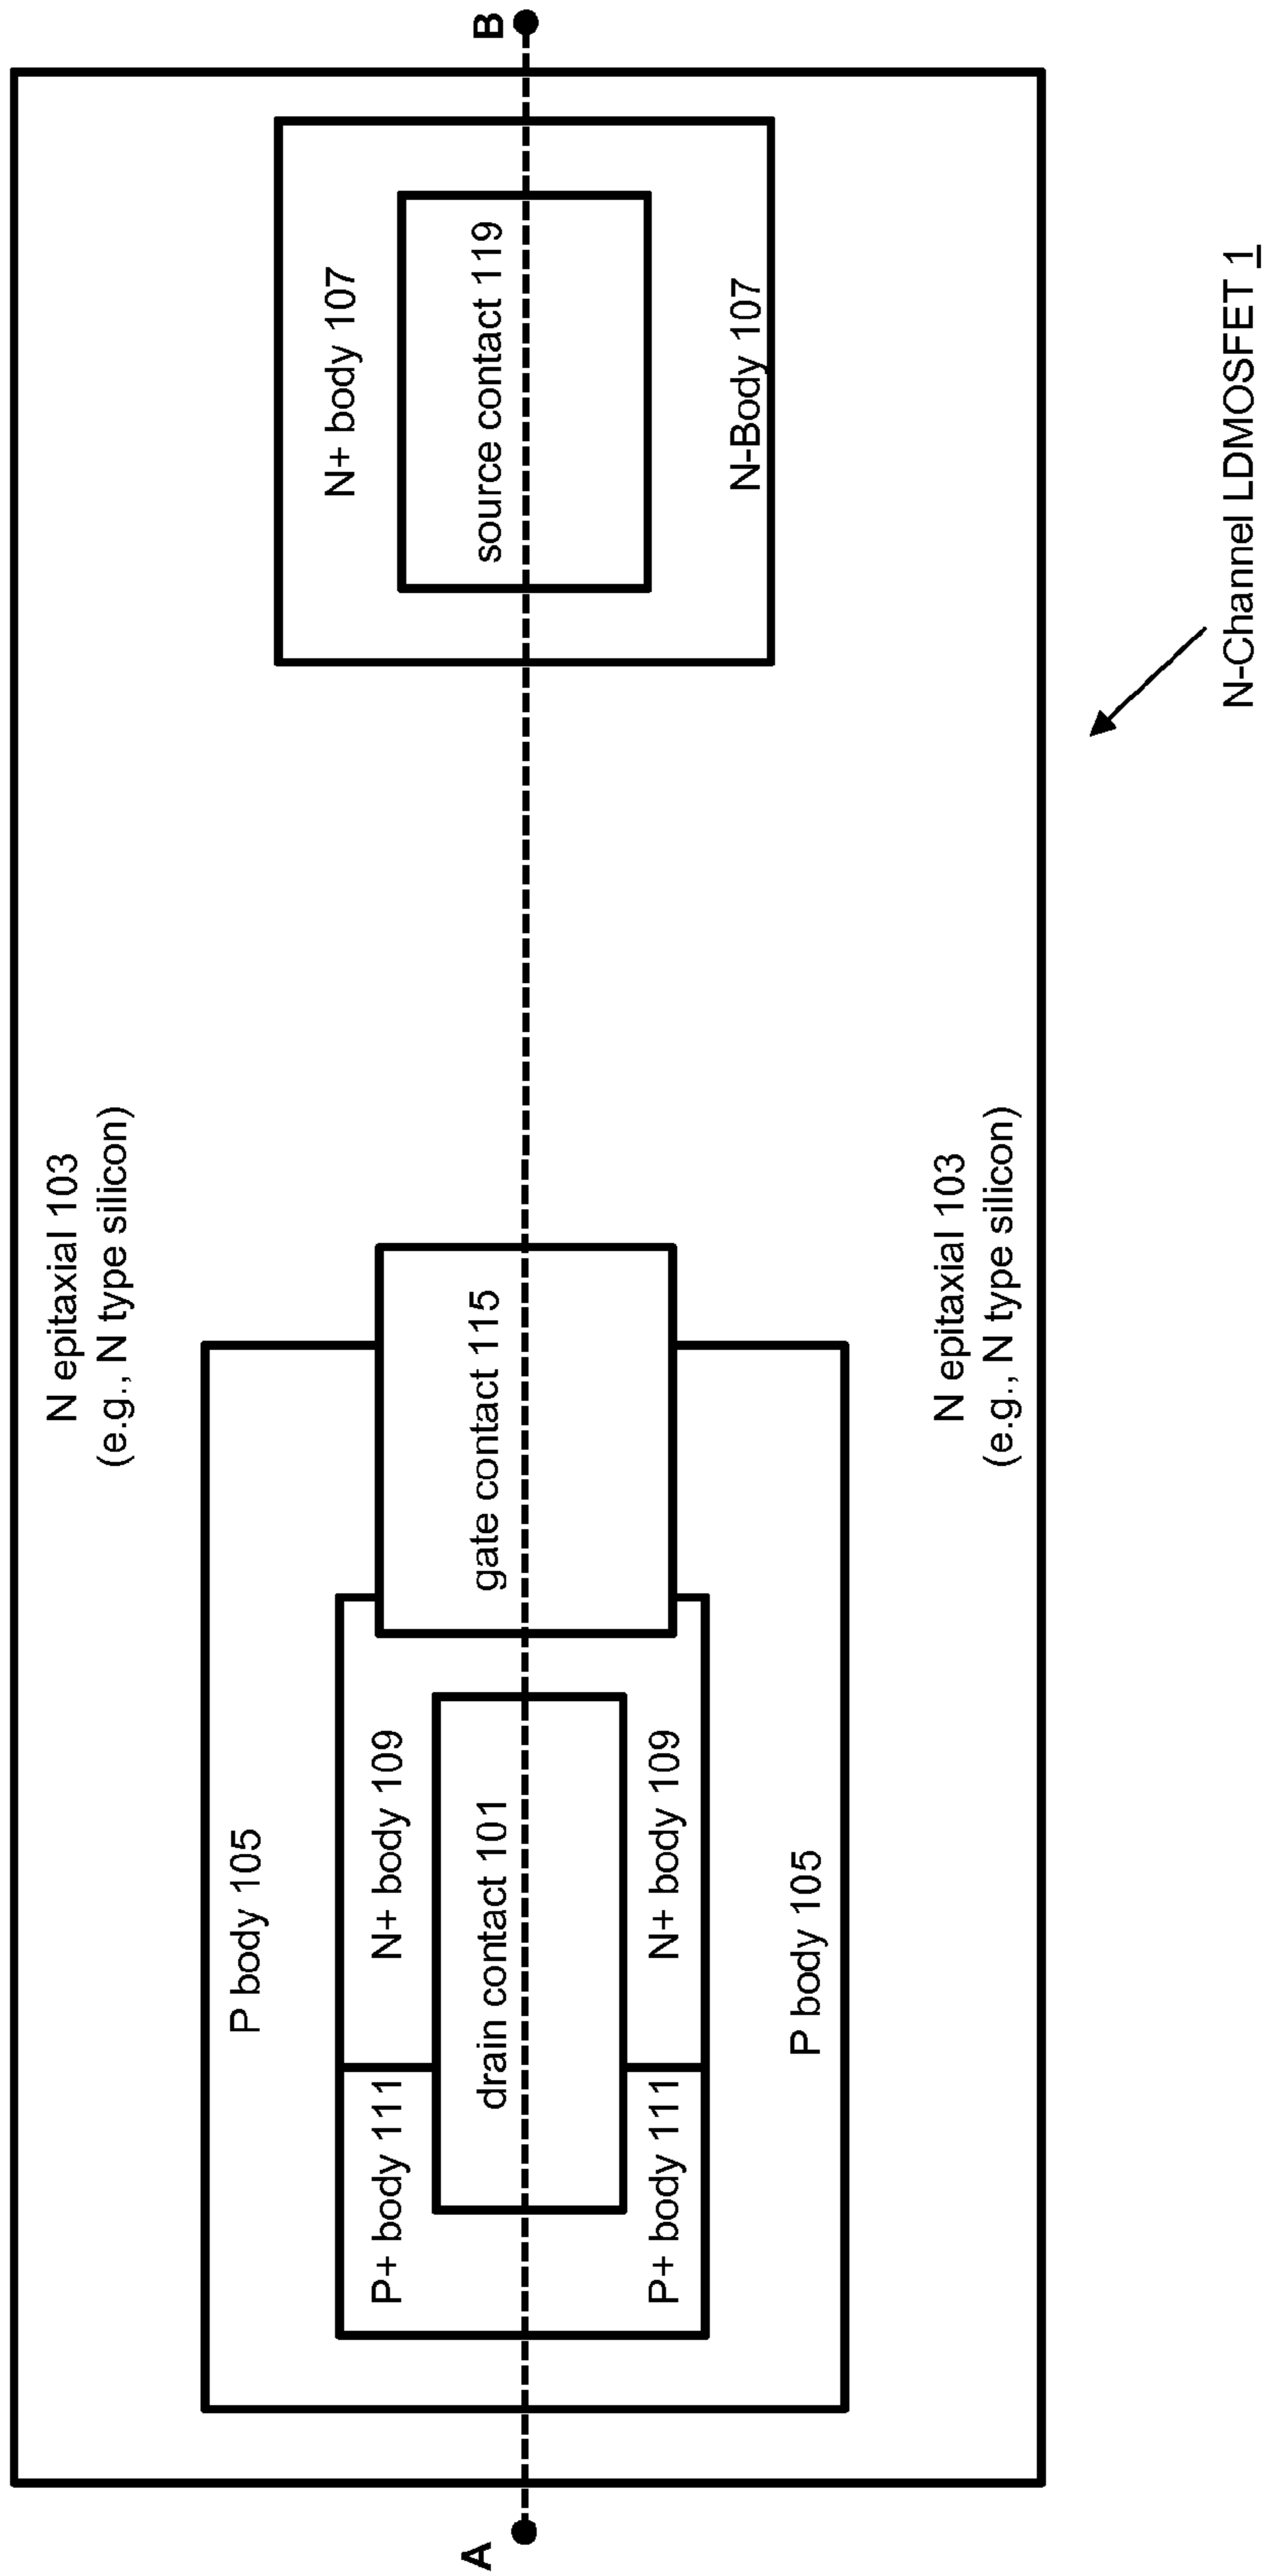 N epitaxial 103
(e.g., N type silicon)
P body 105
N+ body 107
P+ body 111
N+ body 109
A
drain contact 101
gate contact 115
source contact 119
B
P+ body 111
N+ body 109
N-Body 107
P body 105
N epitaxial 103
(e.g., N type silicon)
N-Channel LDMOSFET 1